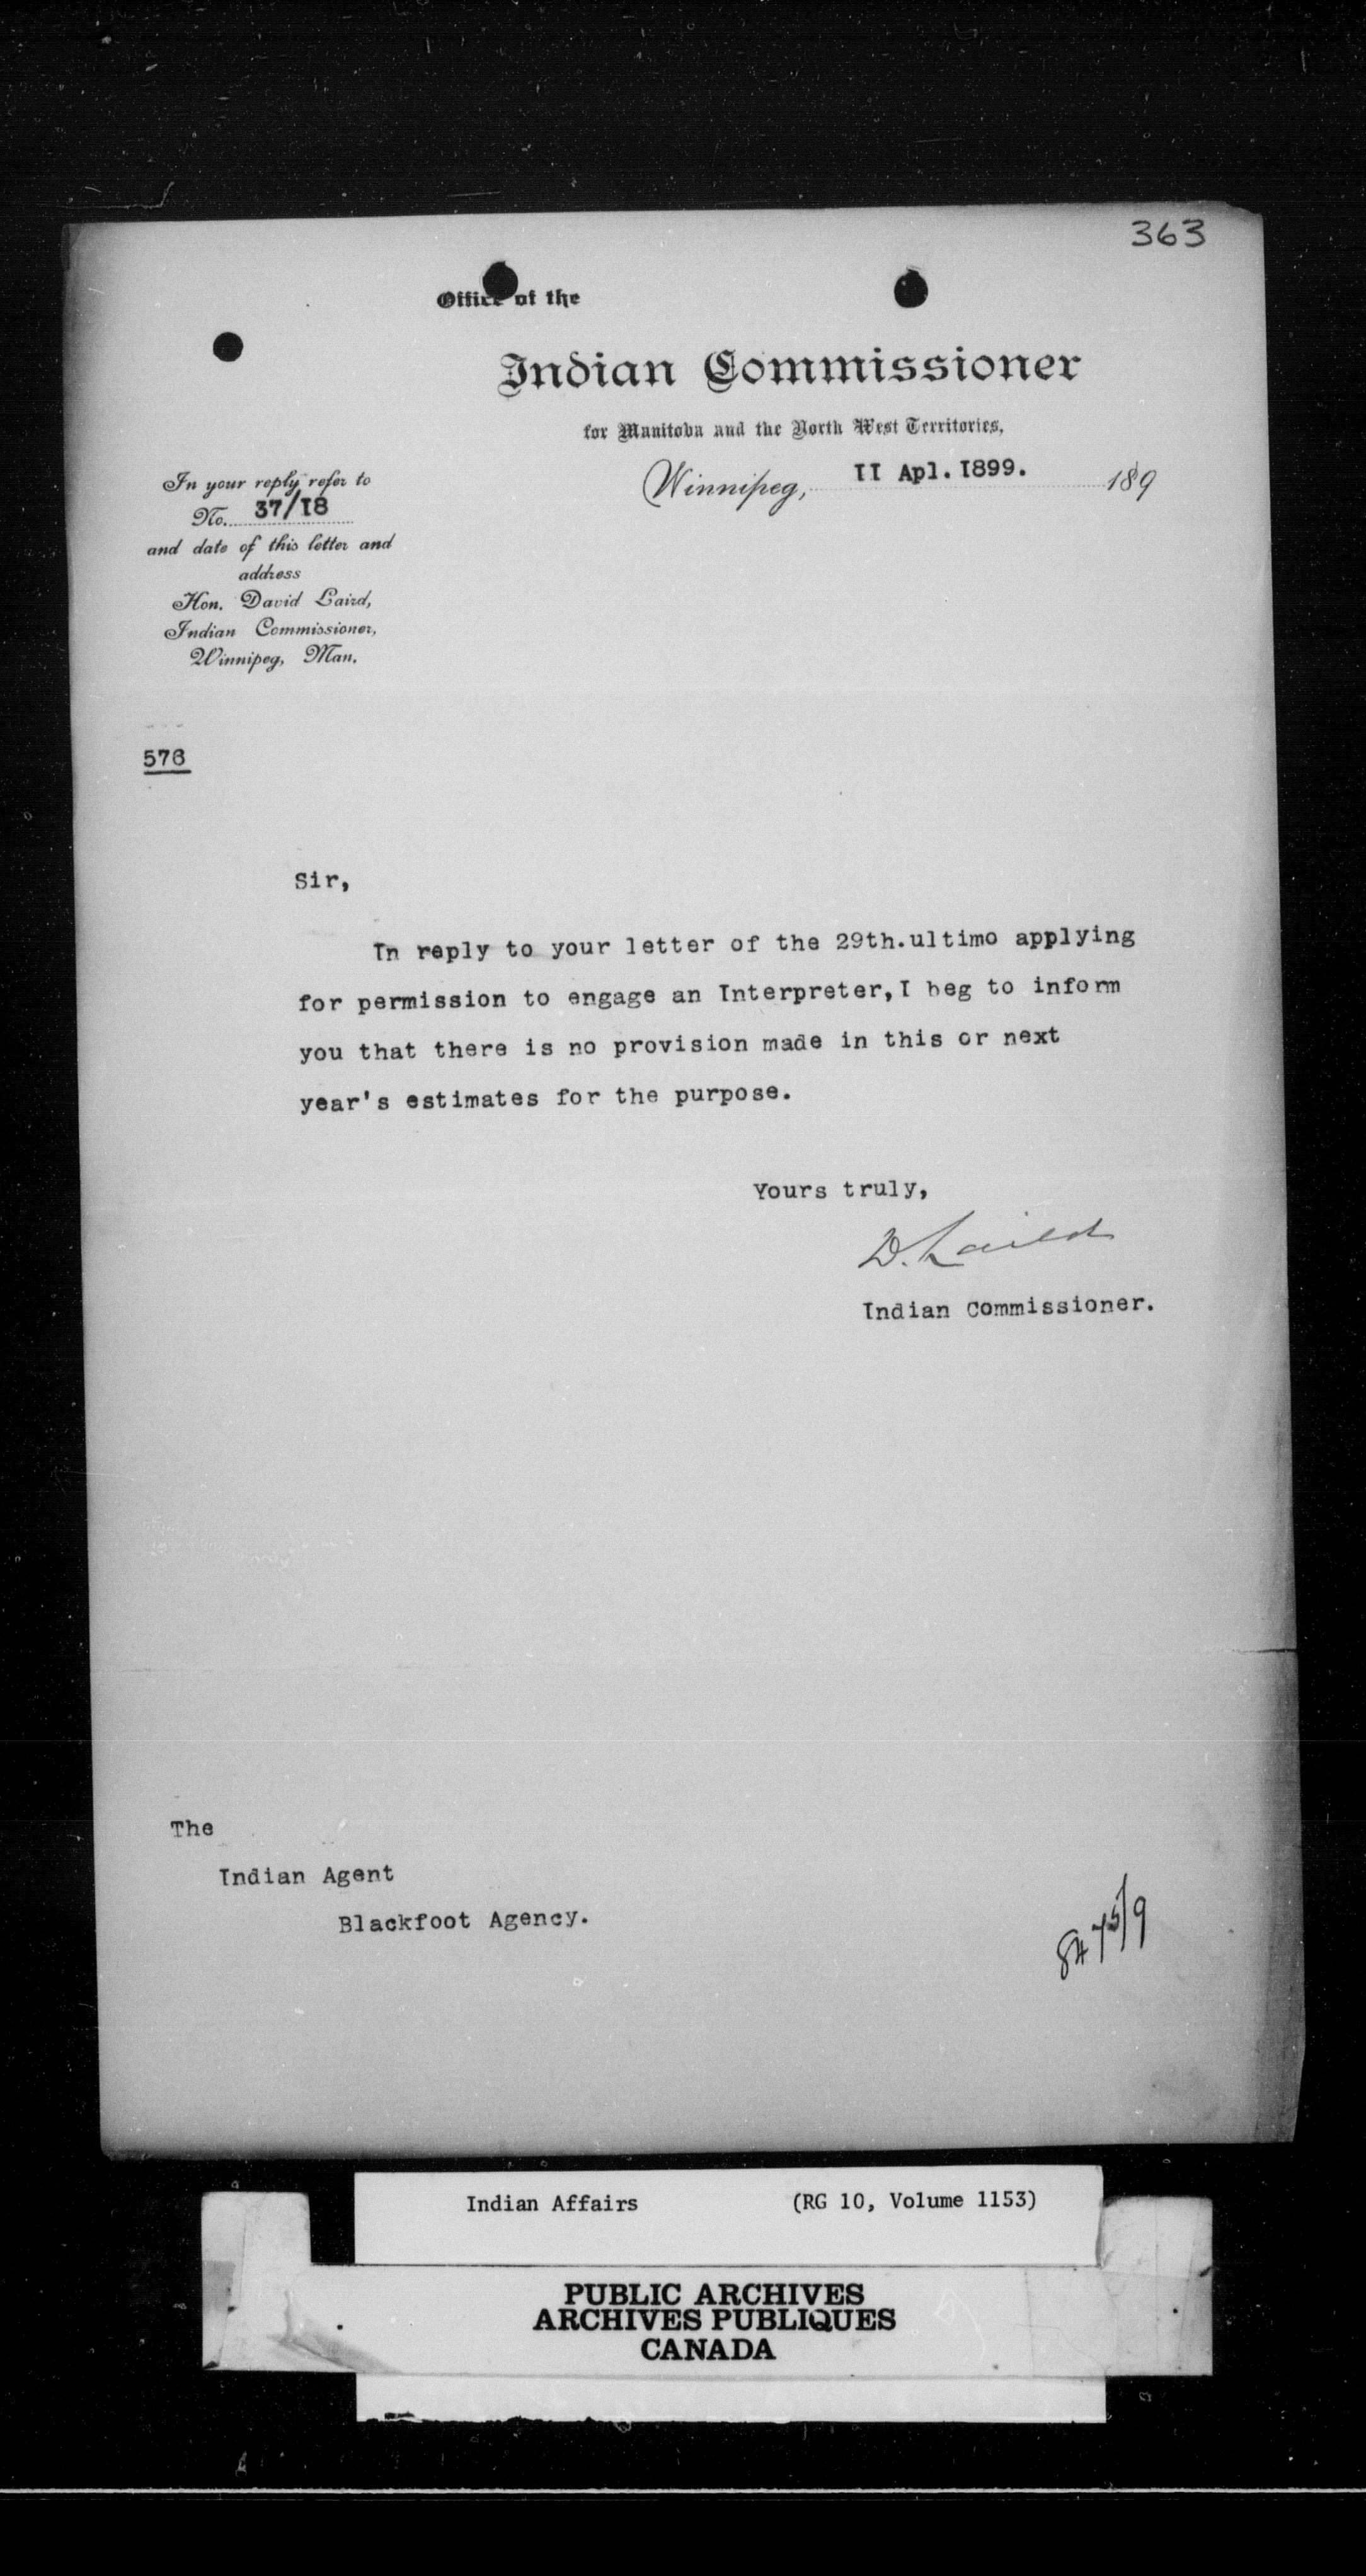 363
Office of the
Indian Commissioner
for Manitoba and the North West Territories,
Winnipeg, II Apl. I899. 189
In your reply refer to
No. 37/I8
and date of this letter and
address
Hon. David Laird,
Indian Commissioner,
Winnipeg, Man.
576
Sir,
In reply to your letter of the 29th.ultimo applying
for permission to engage an Interpreter,I beg to inform
you that there is no provision made in this or next
year's estimates for the purpose.
Yours truly,
D. Laird
Indian Commissioner.
The
Indian Agent
Blackfoot Agency.
Indian Affairs (RG 10, Volume 1153)
PUBLIC ARCHIVES
ARCHIVES PUBLIQUES
CANADA